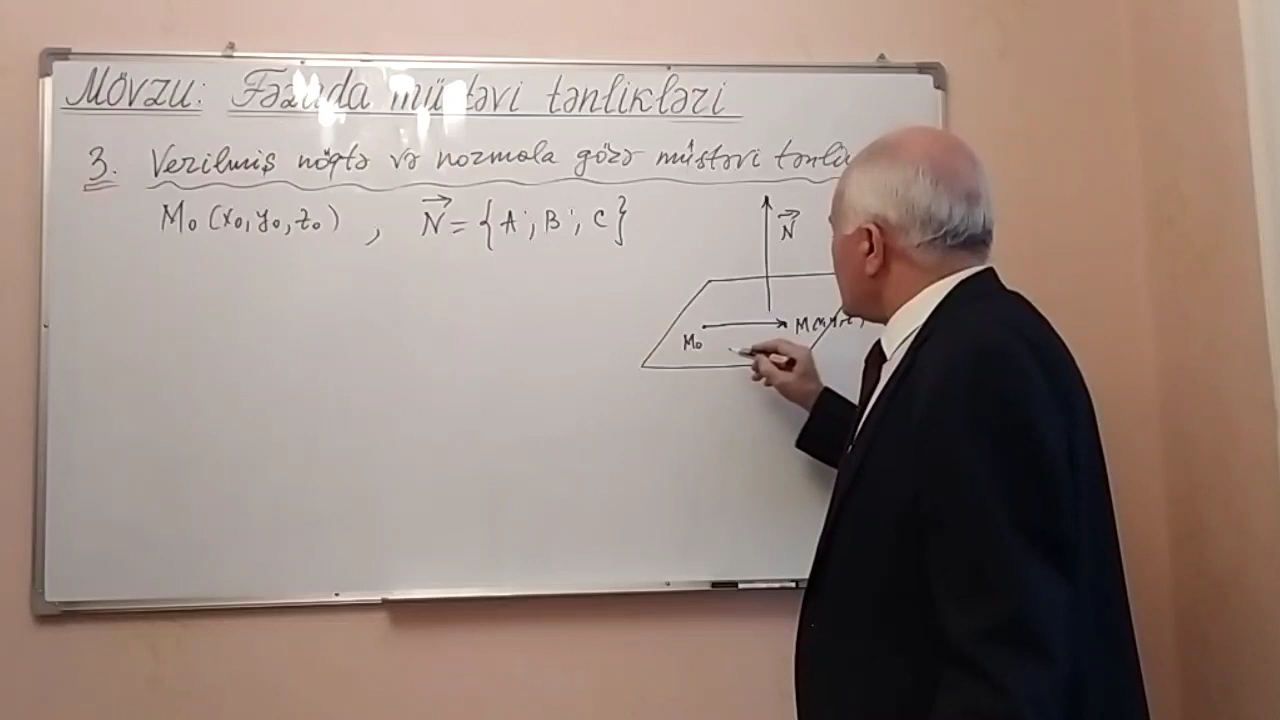 Mövzu: Fəzada müstəvi tənlikləri
3. Verilmiş nöqtə və normala görə müstəvi
M₀(x₀, y₀, z₀) , N⃗ = {A; B; C}
N⃗
M₀